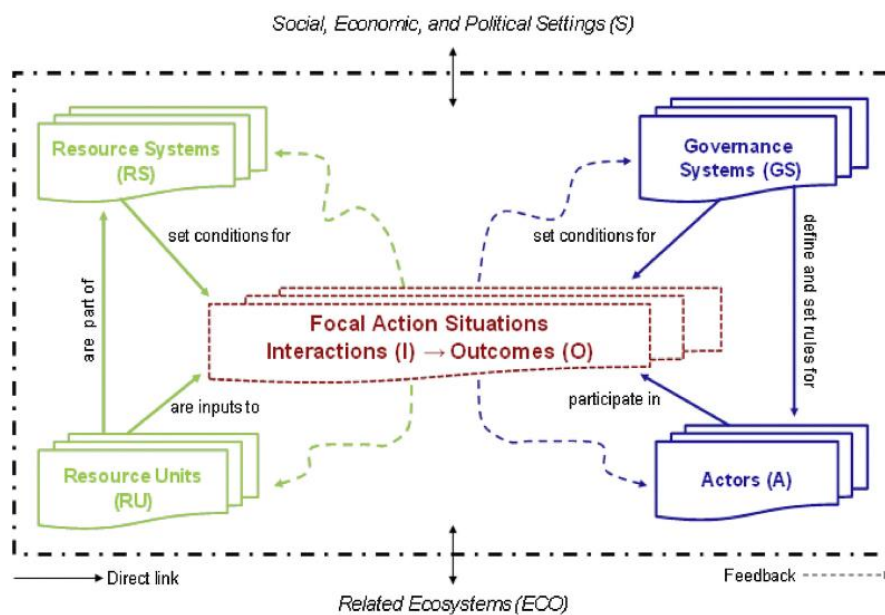 Social, Economic, and Political Settings (S)
Resource Systems
(RS)
Governance
Systems (GS)
set conditions for
set conditions for
are part of
define and set rules for
Focal Action Situations
Interactions (I) → Outcomes (O)
are inputs to
participate in
Resource Units
(RU)
Actors (A)
Direct link
Feedback
Related Ecosystems (ECO)